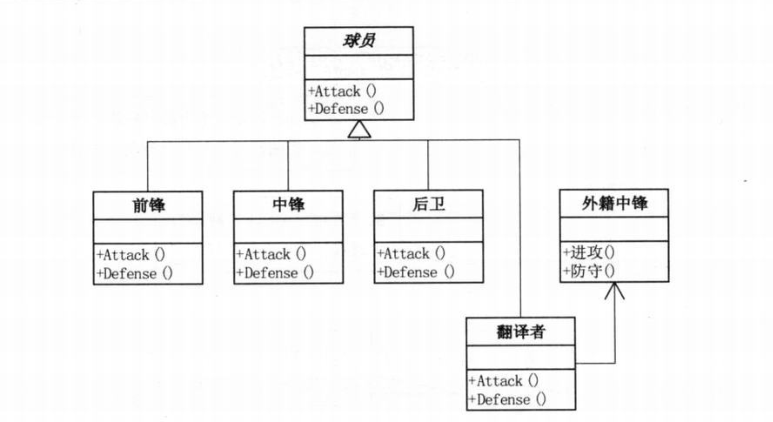 球员
+Attack()
+Defense()
前锋
+Attack()
+Defense()
中锋
+Attack()
+Defense()
后卫
+Attack()
+Defense()
外籍中锋
+进攻()
+防守()
翻译者
+Attack()
+Defense()